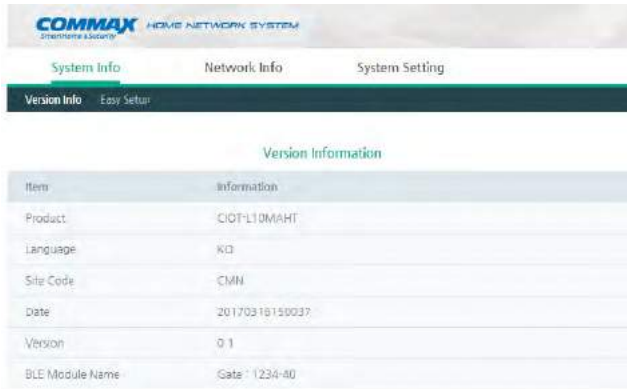 COMMAX HOME NETWORK SYSTEM
Smarthome & Security
System Info Network Info System Setting
Version Info Easy Setup
Version Information
Item Information
Product CIOT-L10MAHT
Language KO
Site Code CMN
Date 20170316150037
Version 0.1
BLE Module Name Gate : 1234-40